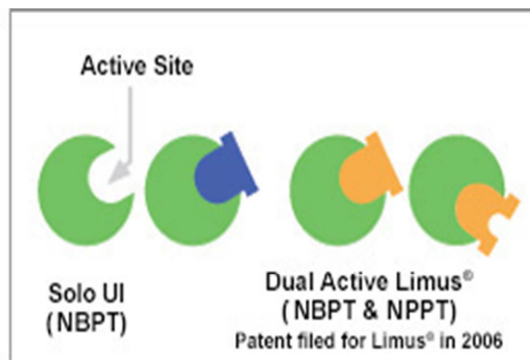 Active Site
Solo UI
(NBPT)
Dual Active Limus®
(NBPT & NPPT)
Patent filed for Limus® in 2006